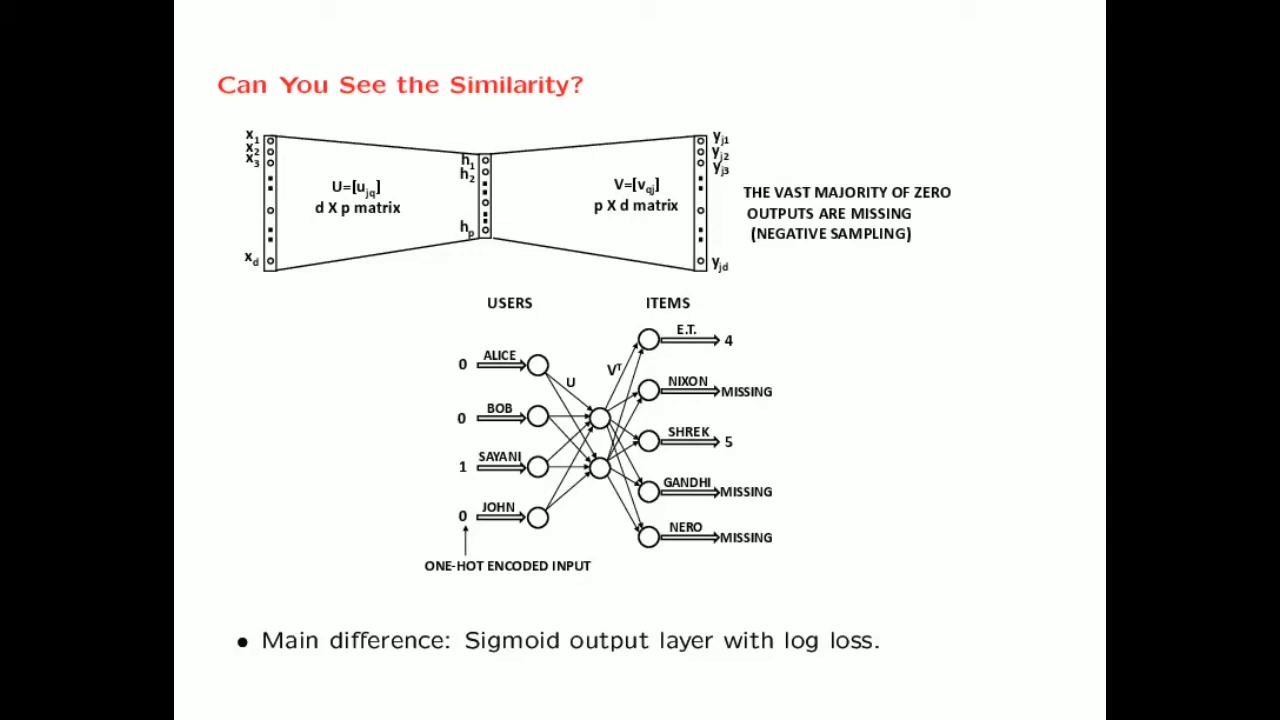 Can You See the Similarity?
x1
x2
x3
xd
U=[ujq]
d X p matrix
h1
h2
hp
V=[vqj]
p X d matrix
yj1
yj2
yj3
yjd
THE VAST MAJORITY OF ZERO
OUTPUTS ARE MISSING
(NEGATIVE SAMPLING)
USERS
ITEMS
0 ALICE
0 BOB
1 SAYANI
0 JOHN
U
VT
E.T. 4
NIXON MISSING
SHREK 5
GANDHI MISSING
NERO MISSING
ONE-HOT ENCODED INPUT
• Main difference: Sigmoid output layer with log loss.